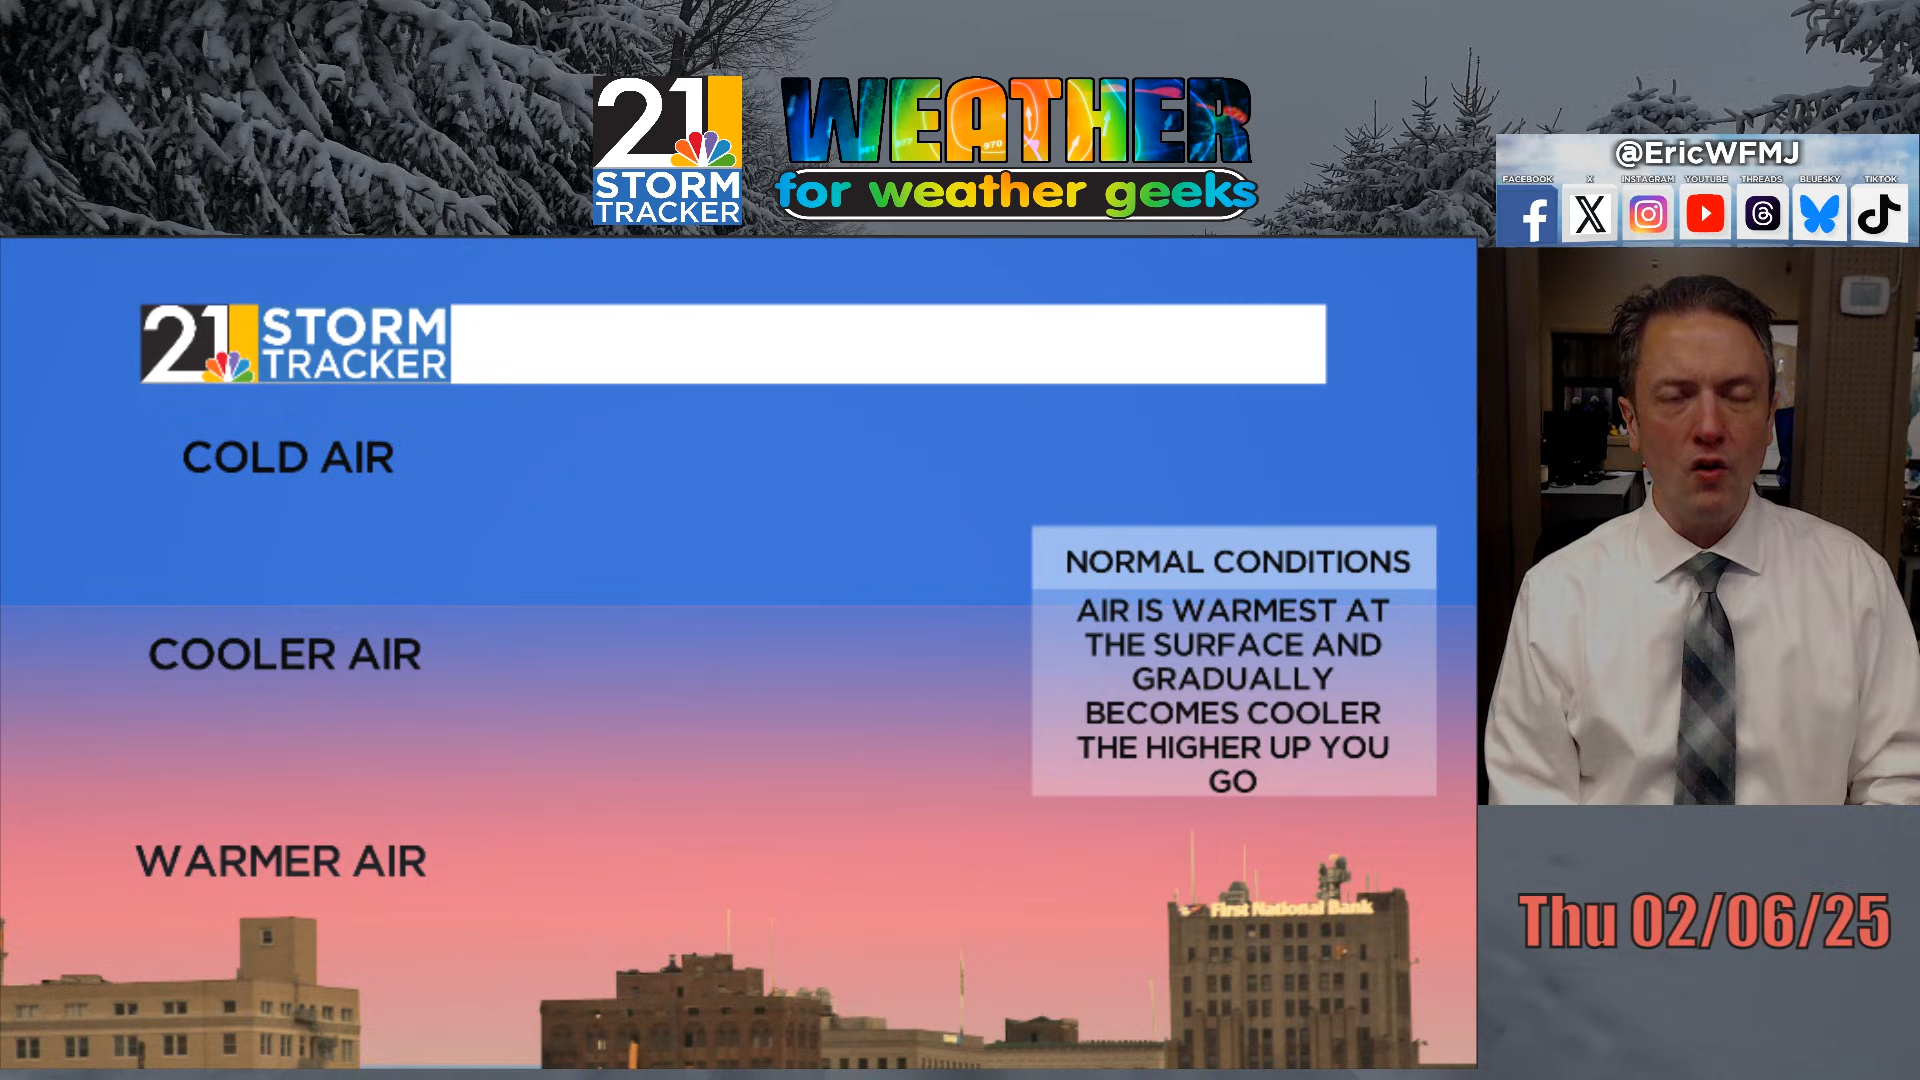 21
STORM
TRACKER
WEATHER
for weather geeks
977
970
@EricWFMJ
FACEBOOK
X
INSTAGRAM
YOUTUBE
THREADS
BLUESKY
TIKTOK
21 STORM
TRACKER
COLD AIR
COOLER AIR
WARMER AIR
NORMAL CONDITIONS
AIR IS WARMEST AT
THE SURFACE AND
GRADUALLY
BECOMES COOLER
THE HIGHER UP YOU
GO
First National Bank
Thu 02/06/25